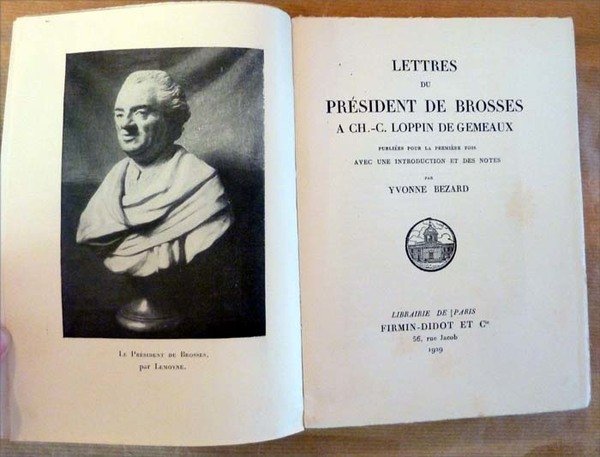 LE PRÉSIDENT DE BROSSES,
par LEMOYNE.
LETTRES
DU
PRÉSIDENT DE BROSSES
A CH.-C. LOPPIN DE GEMEAUX
PUBLIÉES POUR LA PREMIÈRE FOIS
AVEC UNE INTRODUCTION ET DES NOTES
PAR
YVONNE BEZARD
LIBRAIRIE DE PARIS
FIRMIN-DIDOT ET Cie
56, rue Jacob
1929